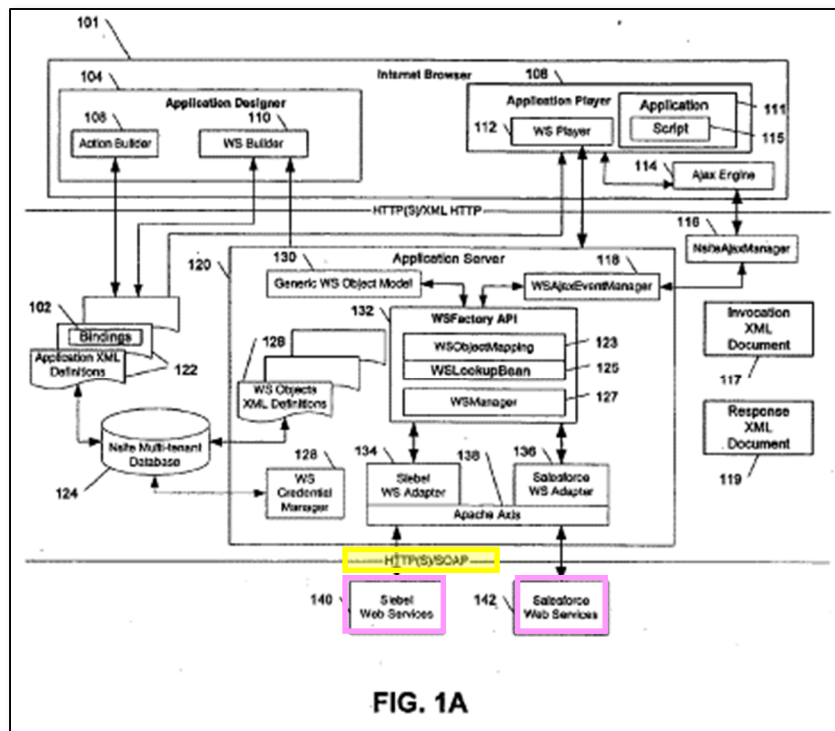 101
Internet Browser
104
Application Designer
108
Action Builder
110
WS Builder
108
Application Player
112
WS Player
Application
111
Script
115
114
Ajax Engine
HTTP(S)/XML HTTP
116
NsiteAjaxManager
120
Application Server
130
Generic WS Object Model
118
WSAjaxEventManager
102
Bindings
Application XML
Definitions
122
132
WSFactory API
WSObjectMapping
123
WSLookupBean
125
WSManager
127
128
WS Objects
XML Definitions
Invocation
XML
Document
117
Response
XML
Document
119
Nsite Multi-tenant
Database
124
128
WS
Credential
Manager
134
Siebel
WS Adapter
138
136
Salesforce
WS Adapter
Apache Axis
HTTP(S)/SOAP
140
Siebel
Web Services
142
Salesforce
Web Services
FIG. 1A